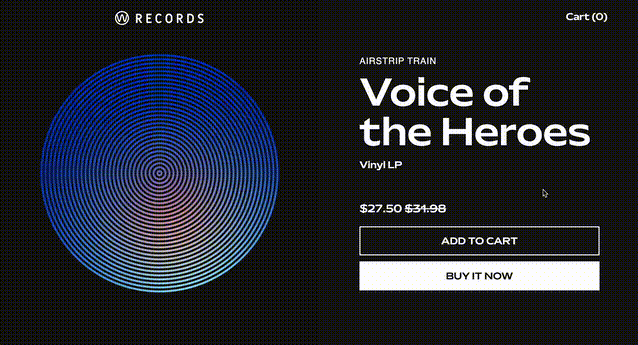 W RECORDS
Cart (0)
AIRSTRIP TRAIN
Voice of
the Heroes
Vinyl LP
$27.50 $31.98
ADD TO CART
BUY IT NOW